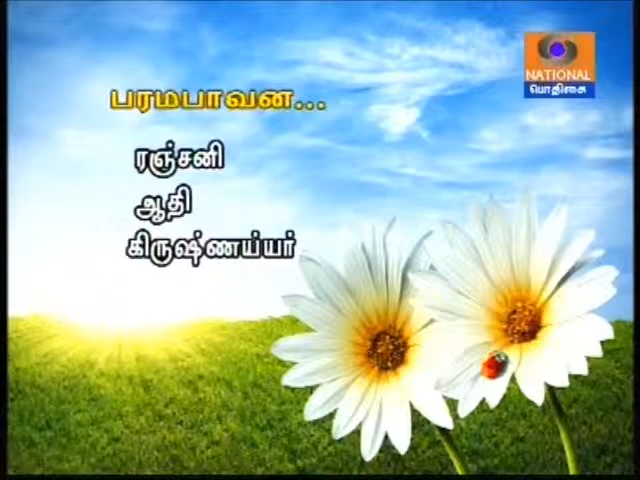 NATIONAL
பொதிகை
பரமபாவன...
ரஞ்சனி
ஆதி
கிருஷ்ணய்யர்